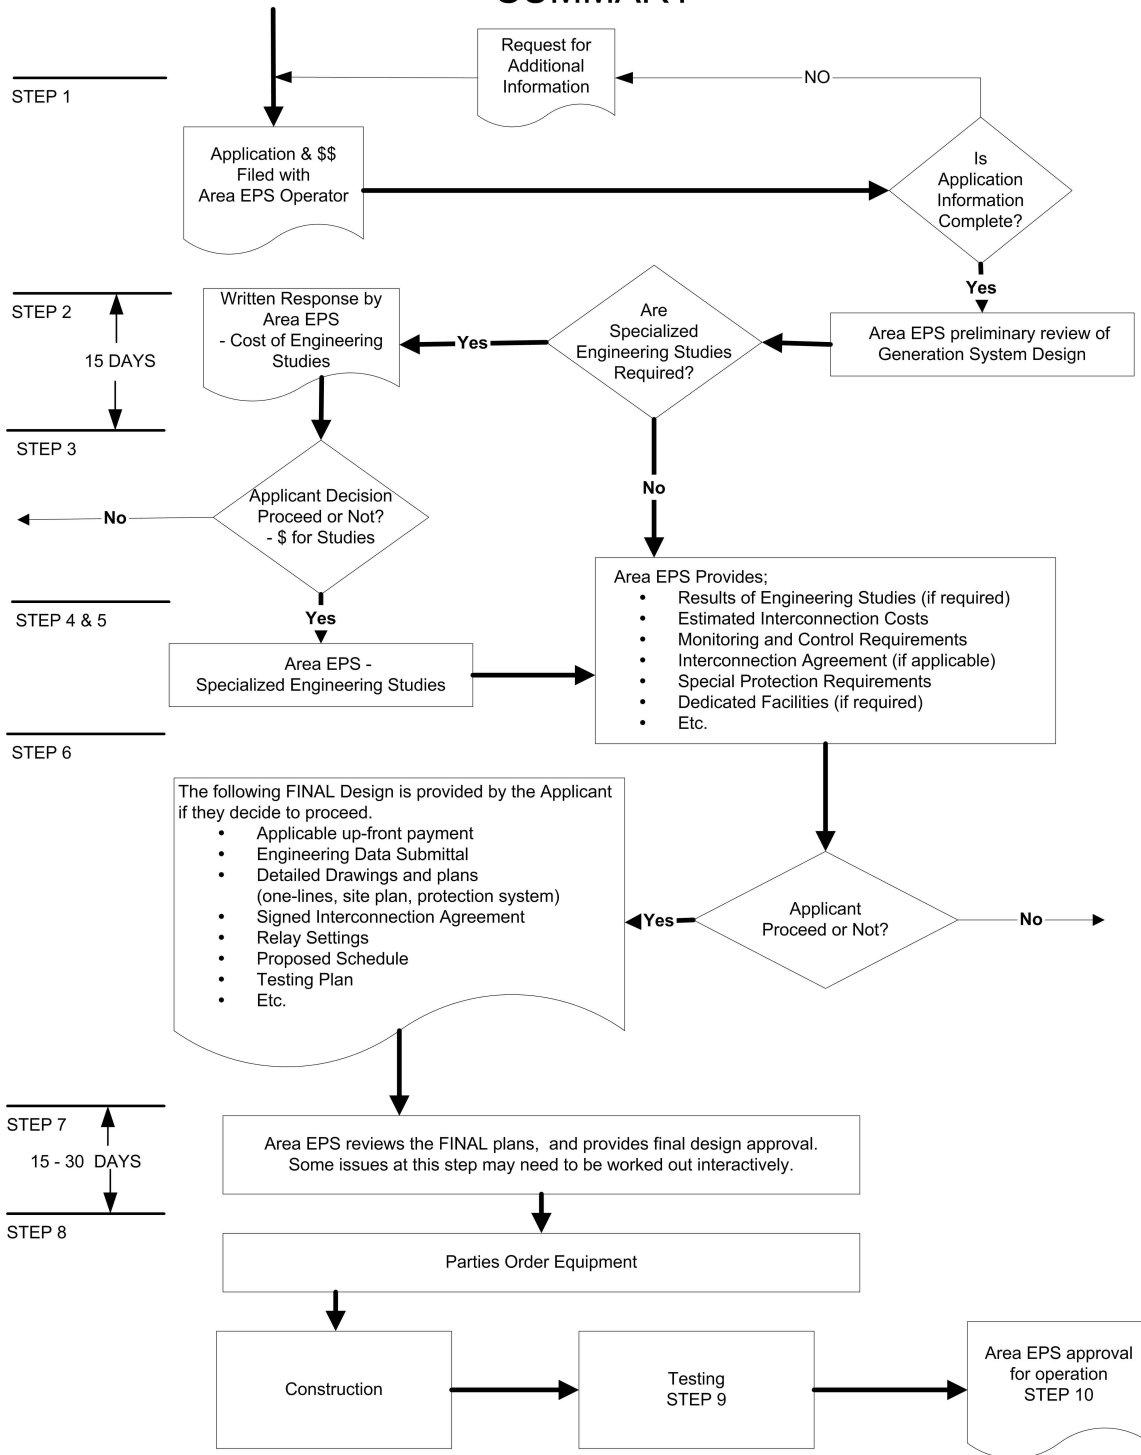 SUMMARY
Request for
Additional
Information
NO
STEP 1
Application & $$
Filed with
Area EPS Operator
Is
Application
Information
Complete?
Yes
STEP 2
15 DAYS
Written Response by
Area EPS
- Cost of Engineering
Studies
Yes
Are
Specialized
Engineering Studies
Required?
Area EPS preliminary review of
Generation System Design
STEP 3
No
Applicant Decision
Proceed or Not?
- $ for Studies
No
Yes
STEP 4 & 5
Area EPS -
Specialized Engineering Studies
Area EPS Provides;
• Results of Engineering Studies (if required)
• Estimated Interconnection Costs
• Monitoring and Control Requirements
• Interconnection Agreement (if applicable)
• Special Protection Requirements
• Dedicated Facilities (if required)
• Etc.
STEP 6
The following FINAL Design is provided by the Applicant
if they decide to proceed.
• Applicable up-front payment
• Engineering Data Submittal
• Detailed Drawings and plans
(one-lines, site plan, protection system)
• Signed Interconnection Agreement
• Relay Settings
• Proposed Schedule
• Testing Plan
• Etc.
Yes
Applicant
Proceed or Not?
No
STEP 7
15 - 30 DAYS
Area EPS reviews the FINAL plans, and provides final design approval.
Some issues at this step may need to be worked out interactively.
STEP 8
Parties Order Equipment
Construction
Testing
STEP 9
Area EPS approval
for operation
STEP 10